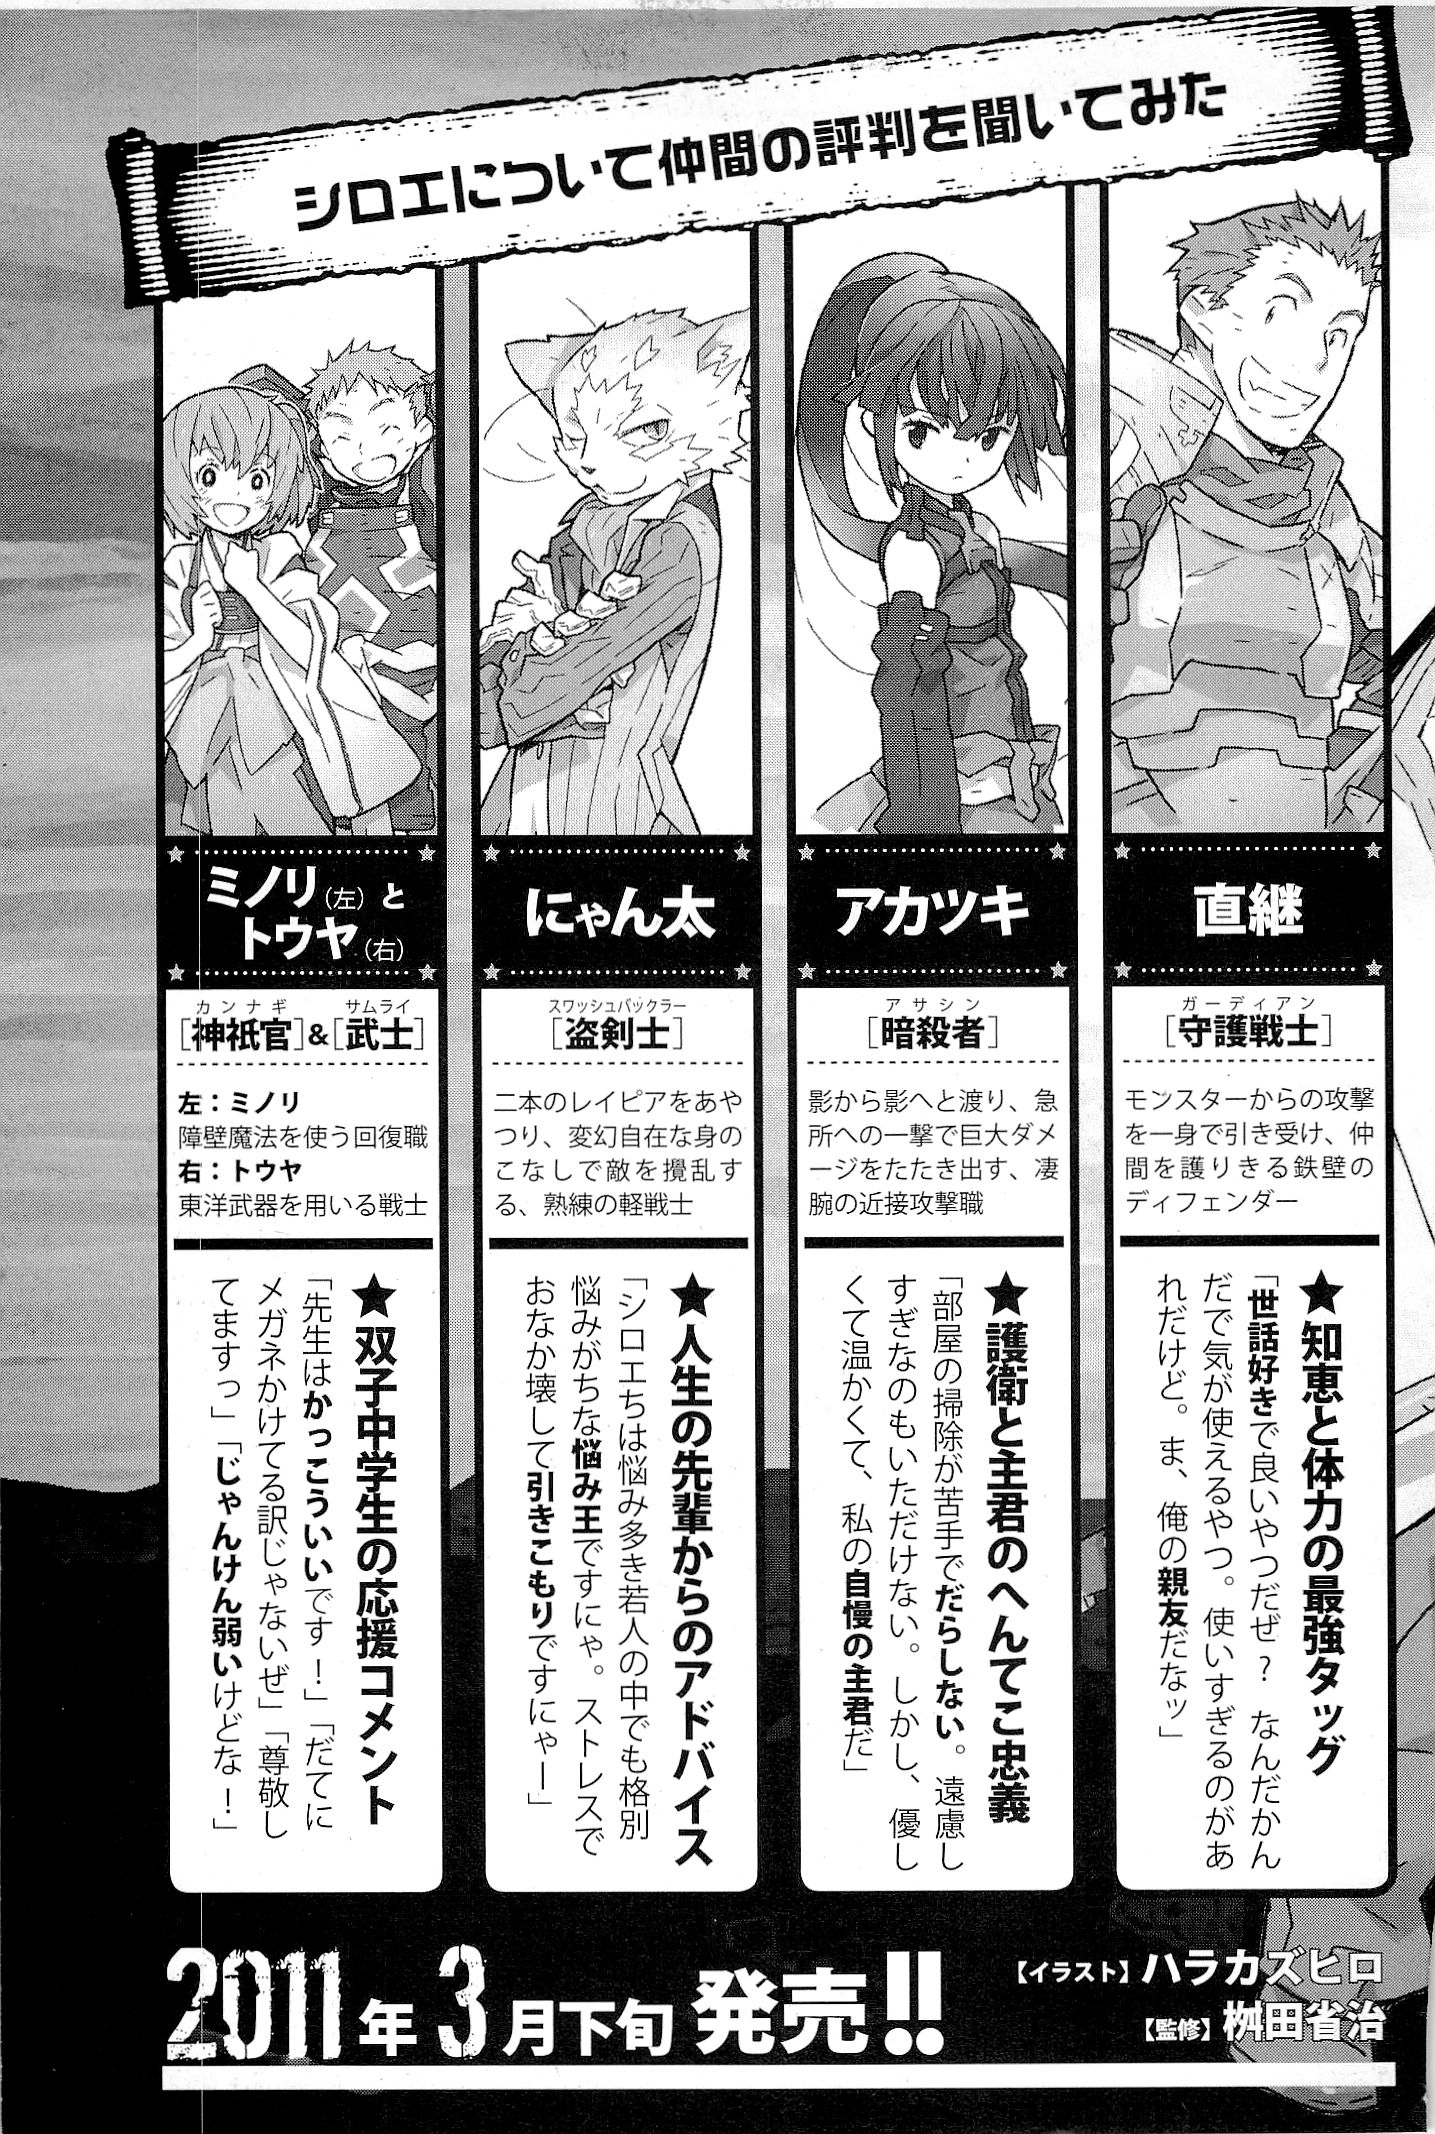 シロエについて仲間の評判を聞いてみた
直継
ガーディアン
[守護戦士]
モンスターからの攻撃
を一身で引き受け、仲
間を護りきる鉄壁の
ディフェンダー
★知恵と体力の最強タッグ
「世話好きで良いやつだぜ？　なんだかん
だで気が使えるやつ。使いすぎるのがあ
れだけど。ま、俺の親友だなッ」
アカツキ
アサシン
[暗殺者]
影から影へと渡り、急
所への一撃で巨大ダメ
ージをたたき出す、凄
腕の近接攻撃職
★護衛と主君のへんてこ忠義
「部屋の掃除が苦手でだらしない。遠慮し
すぎなのもいただけない。しかし、優し
くて温かくて、私の自慢の主君だ」
にゃん太
スワッシュバックラー
[盗剣士]
二本のレイピアをあや
つり、変幻自在な身の
こなしで敵を攪乱す
る、熟練の軽戦士
★人生の先輩からのアドバイス
「シロエちは悩み多き若人の中でも格別
悩みがちな悩み王ですにゃ。ストレスで
おなか壊して引きこもりですにゃー」
ミノリ（左）と
トウヤ（右）
カンナギ　サムライ
[神祇官]&[武士]
左：ミノリ
障壁魔法を使う回復職
右：トウヤ
東洋武器を用いる戦士
★双子中学生の応援コメント
「先生はかっこういいです！」「だてに
メガネかけてる訳じゃないぜ」「尊敬し
てますっ」「じゃんけん弱いけどな！」
2011年3月下旬発売!!
【イラスト】ハラカズヒロ
【監修】桝田省治